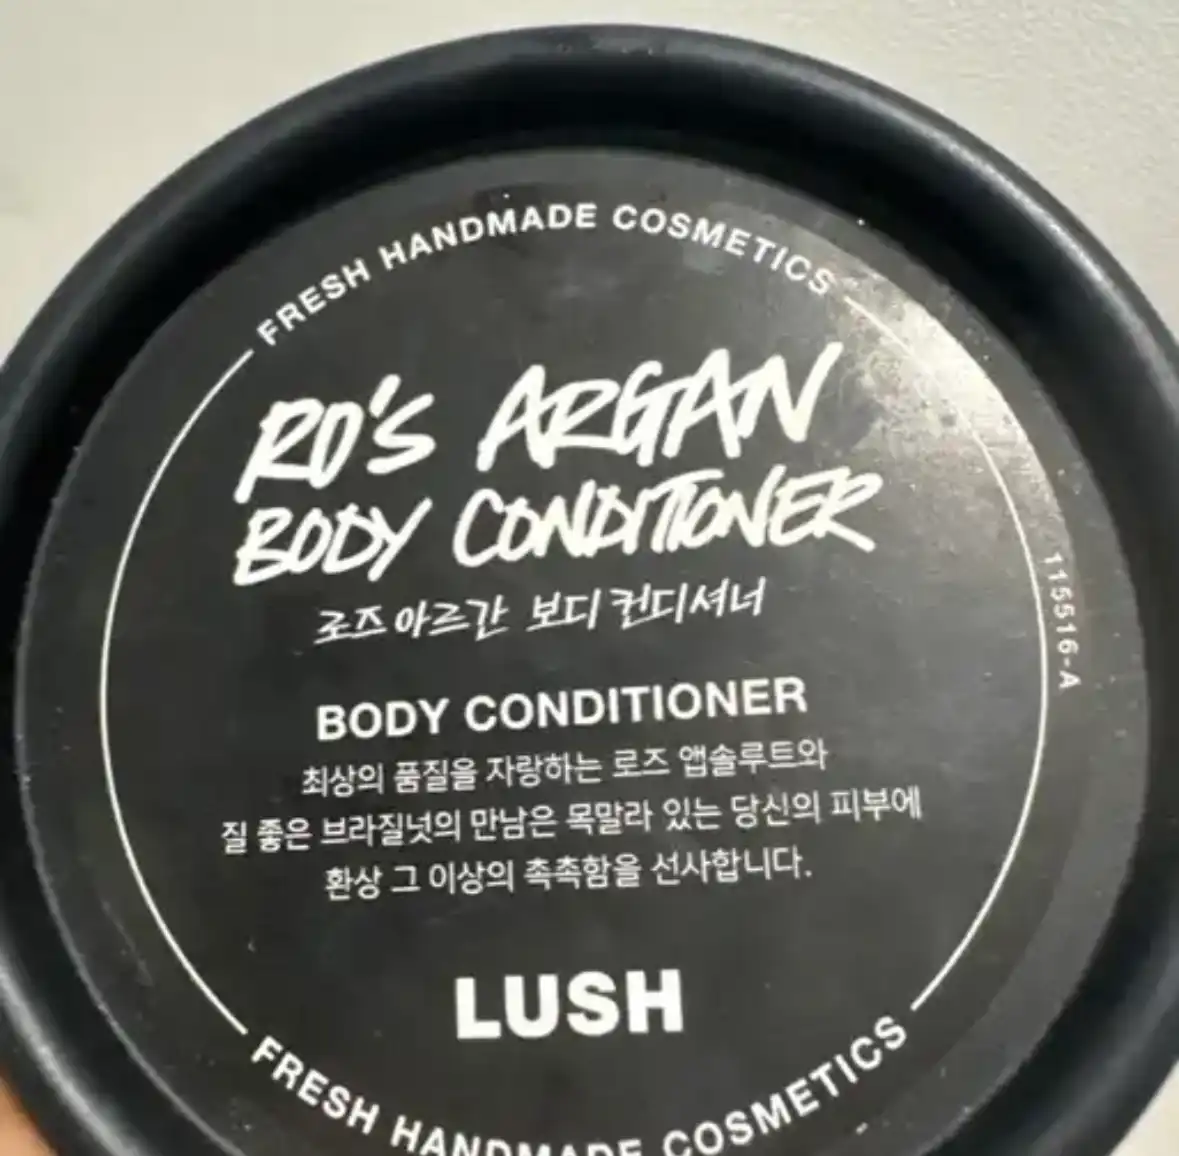 FRESH HANDMADE COSMETICS
RO'S ARGAN
BODY CONDITIONER
로즈 아르간 보디 컨디셔너
BODY CONDITIONER
최상의 품질을 자랑하는 로즈 앱솔루트와
질 좋은 브라질넛의 만남은 목말라 있는 당신의 피부에
환상 그 이상의 촉촉함을 선사합니다.
LUSH
FRESH HANDMADE COSMETICS
115516-A